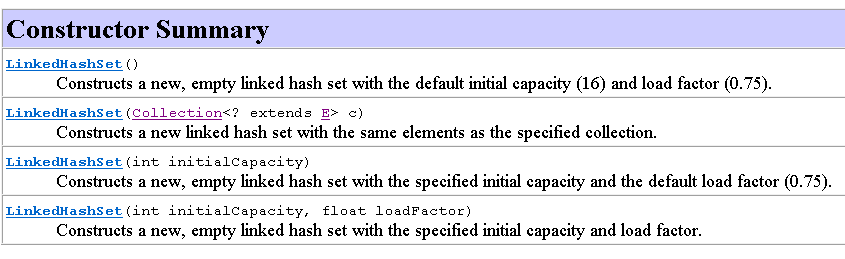 Constructor Summary
LinkedHashSet()
Constructs a new, empty linked hash set with the default initial capacity (16) and load factor (0.75).
LinkedHashSet(Collection<? extends E> c)
Constructs a new linked hash set with the same elements as the specified collection.
LinkedHashSet(int initialCapacity)
Constructs a new, empty linked hash set with the specified initial capacity and the default load factor (0.75).
LinkedHashSet(int initialCapacity, float loadFactor)
Constructs a new, empty linked hash set with the specified initial capacity and load factor.